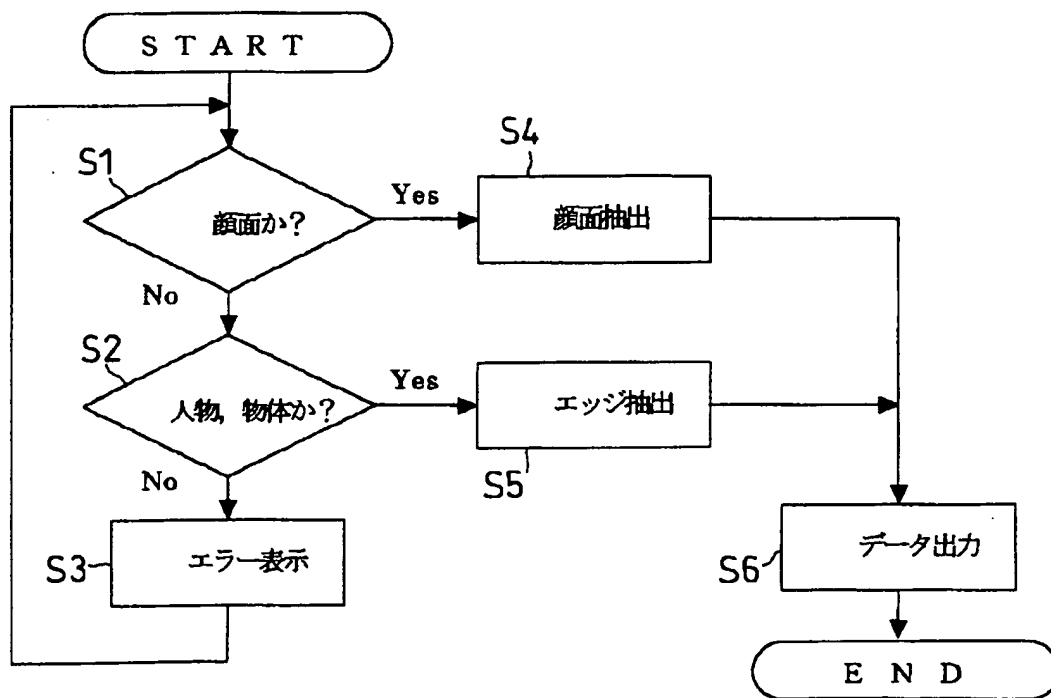 START
S1
顔面か?
Yes
S4
顔面抽出
No
S2
人物, 物体か?
Yes
エッジ抽出
S5
No
S3
エラー表示
S6
データ出力
END